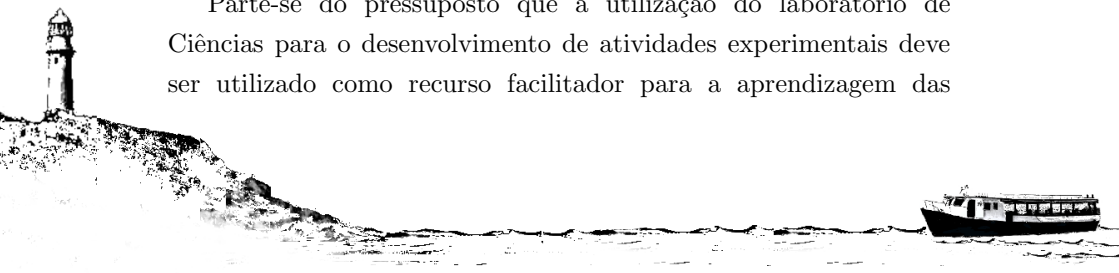 Parte-se do pressuposto que a utilização do laboratório de
Ciências para o desenvolvimento de atividades experimentais deve
ser utilizado como recurso facilitador para a aprendizagem das